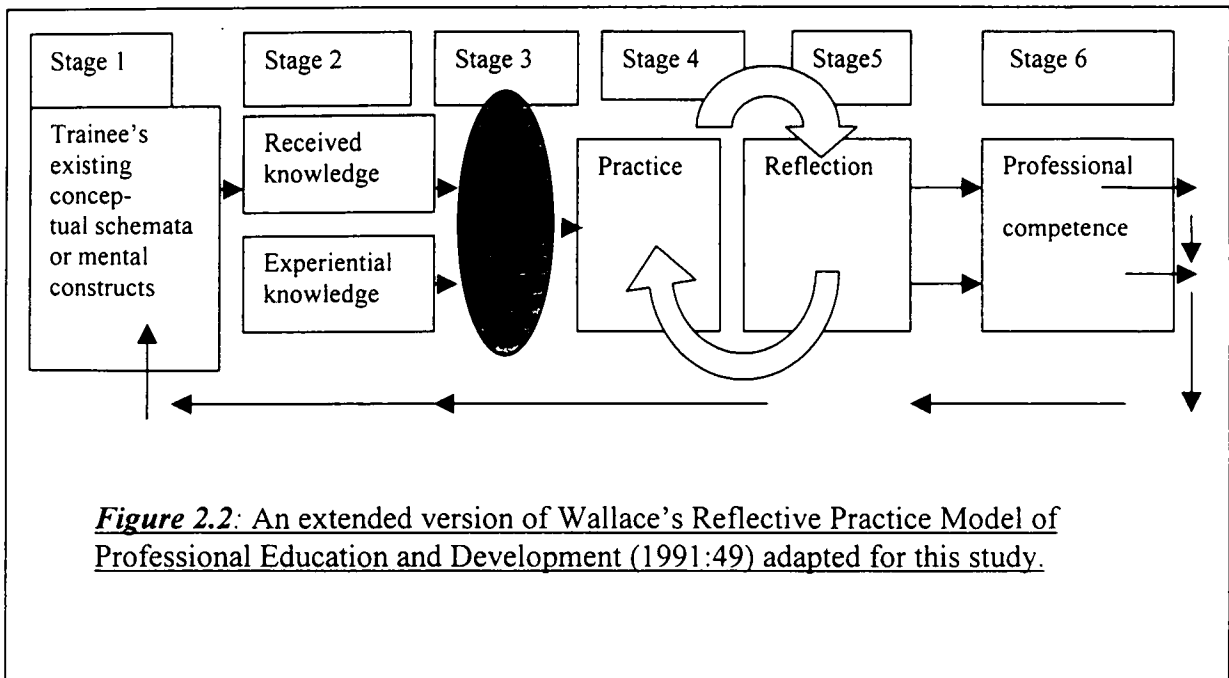 Stage 1
Stage 2
Stage 3
Stage 4
Stage5
Stage 6
Trainee's
existing
concep-
tual schemata
or mental
constructs
Received
knowledge
Experiential
knowledge
Practice
Reflection
Professional
competence
Figure 2.2: An extended version of Wallace's Reflective Practice Model of
Professional Education and Development (1991:49) adapted for this study.